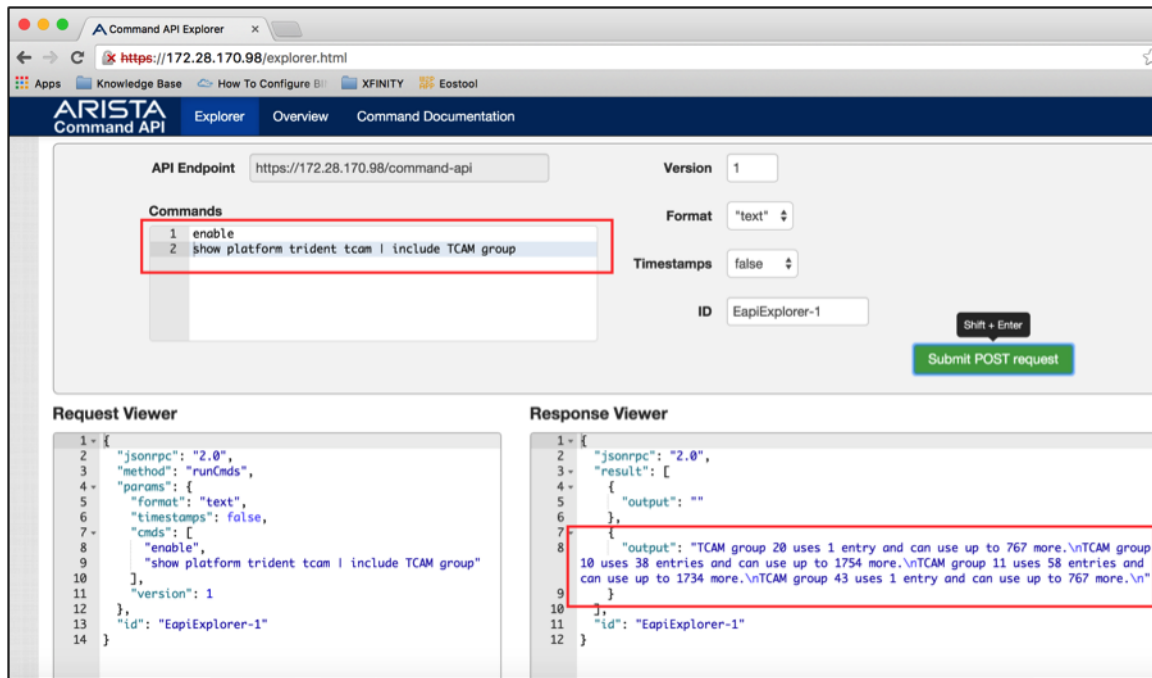 Command API Explorer
https://172.28.170.98/explorer.html
Apps Knowledge Base How To Configure XFINITY Eostool
ARISTA
Command API
Explorer Overview Command Documentation
API Endpoint https://172.28.170.98/command-api Version 1
Commands
Format "text"
1 enable
2 show platform trident tcam | include TCAM group
Timestamps false
ID EapiExplorer-1
Shift + Enter
Submit POST request
Request Viewer
1 {
2 "jsonrpc": "2.0",
3 "method": "runCmds",
4 "params": {
5 "format": "text",
6 "timestamps": false,
7 "cmds": [
8 "enable",
9 "show platform trident tcam | include TCAM group"
10 ],
11 "version": 1
12 },
13 "id": "EapiExplorer-1"
14 }
Response Viewer
1 {
2 "jsonrpc": "2.0",
3 "result": [
4 {
5 "output": ""
6 },
7 {
8 "output": "TCAM group 20 uses 1 entry and can use up to 767 more.\nTCAM group
10 uses 38 entries and can use up to 1754 more.\nTCAM group 11 uses 58 entries and
can use up to 1734 more.\nTCAM group 43 uses 1 entry and can use up to 767 more.\n"
9 }
10 ],
11 "id": "EapiExplorer-1"
12 }